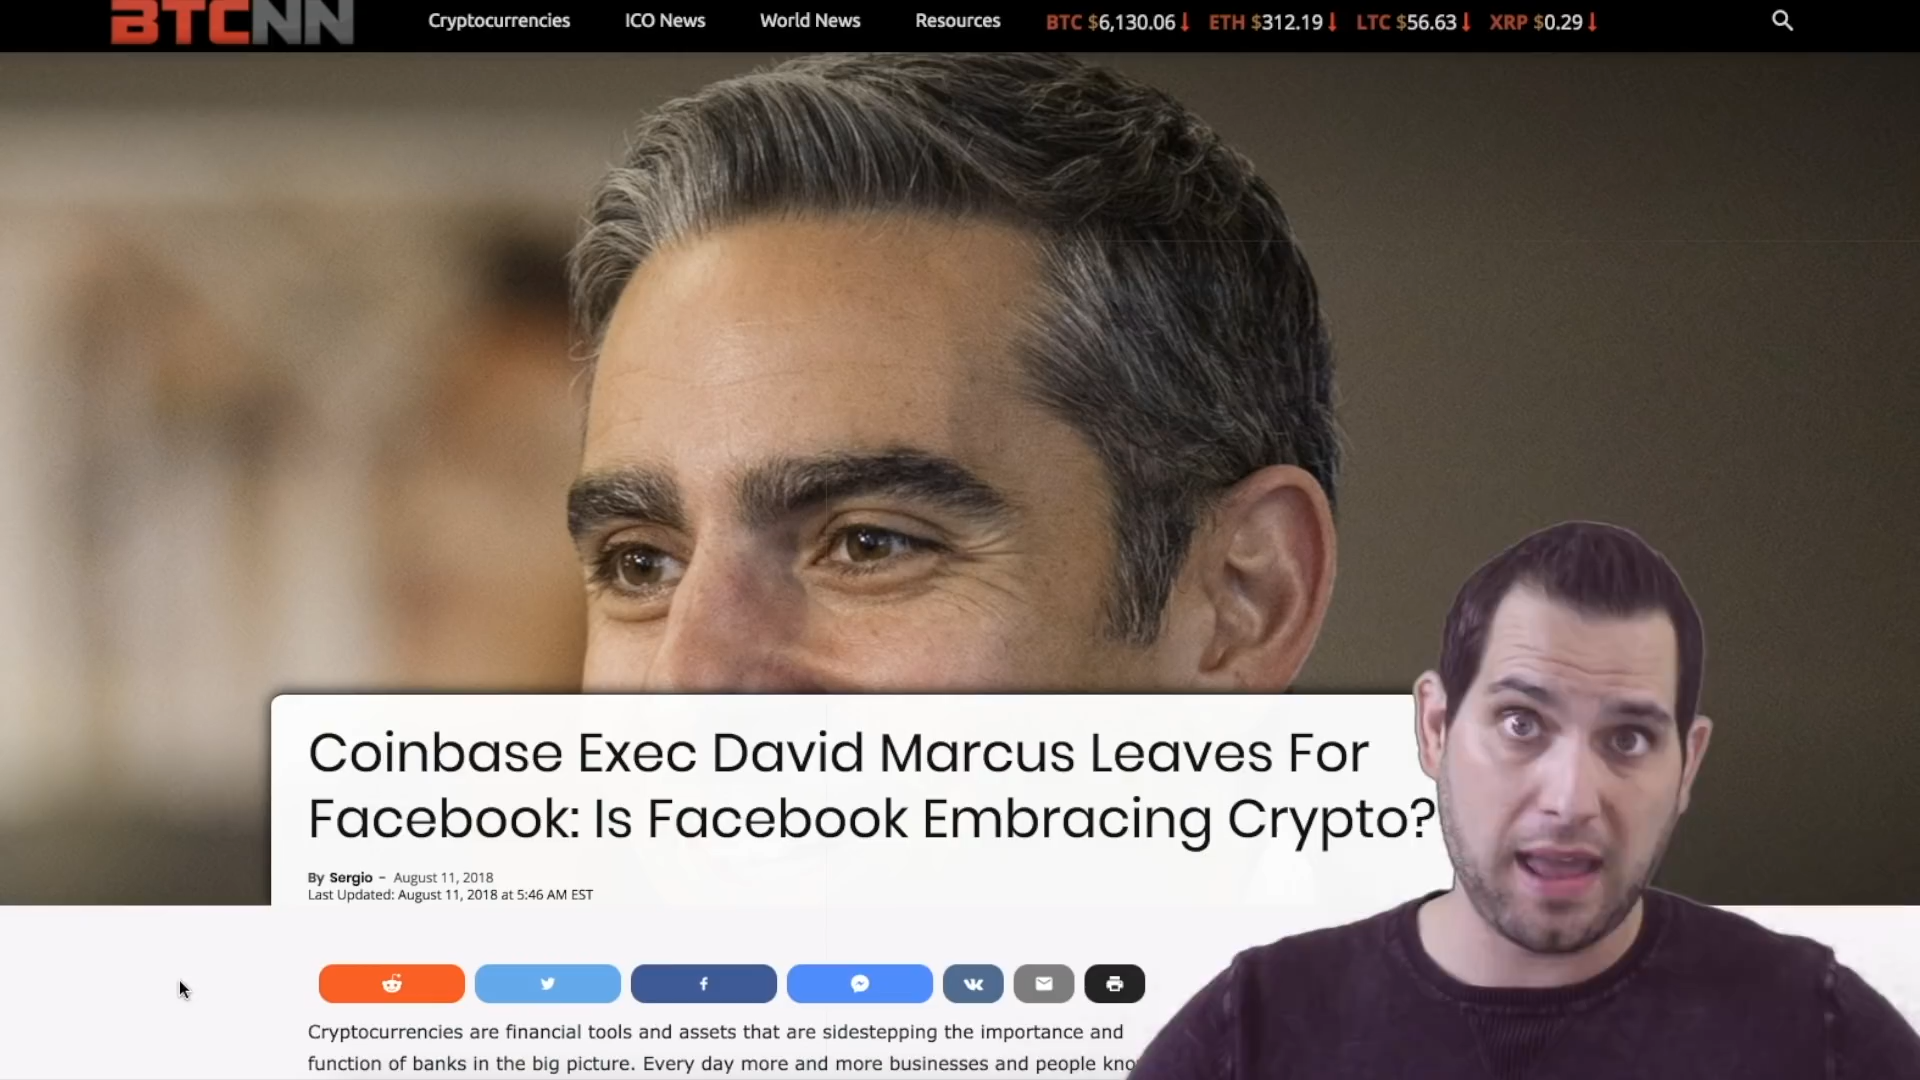 BTCNN
Cryptocurrencies ICO News World News Resources BTC $6,130.06 ETH $312.19 LTC $56.63 XRP $0.29
Coinbase Exec David Marcus Leaves For
Facebook: Is Facebook Embracing Crypto?
By Sergio - August 11, 2018
Last Updated: August 11, 2018 at 5:46 AM EST
Cryptocurrencies are financial tools and assets that are sidestepping the importance and
function of banks in the big picture. Every day more and more businesses and people